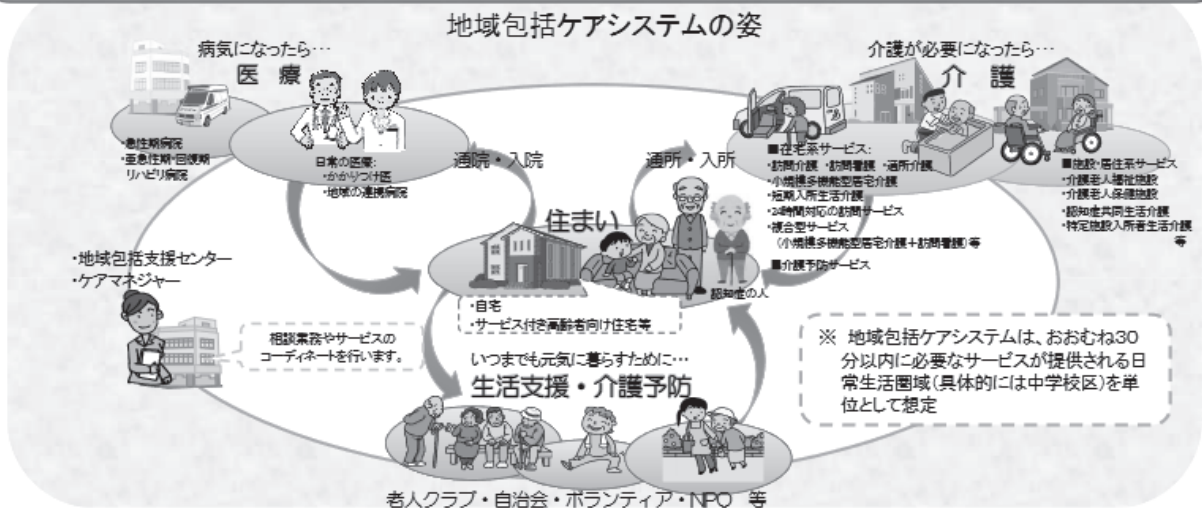 地域包括ケアシステムの姿
病気になったら…
医 療
・急性期病院
・亜急性期・回復期
リハビリ病院
日常の医療:
・かかりつけ医
・地域の連携病院
通院・入院
通所・入所
介護が必要になったら…
介 護
■在宅系サービス:
・訪問介護 ・訪問看護 ・通所介護
・小規模多機能型居宅介護
・短期入所生活介護
・24時間対応の訪問サービス
・複合型サービス
(小規模多機能型居宅介護+訪問看護)等
■介護予防サービス
■施設・居住系サービス
・介護老人福祉施設
・介護老人保健施設
・認知症共同生活介護
・特定施設入所者生活介護
等
住まい
認知症の人
・自宅
・サービス付き高齢者向け住宅等
・地域包括支援センター
・ケアマネジャー
相談業務やサービスの
コーディネートを行います。
いつまでも元気に暮らすために…
生活支援・介護予防
老人クラブ・自治会・ボランティア・NPO 等
※ 地域包括ケアシステムは、おおむね30
分以内に必要なサービスが提供される日
常生活圏域(具体的には中学校区)を単
位として想定